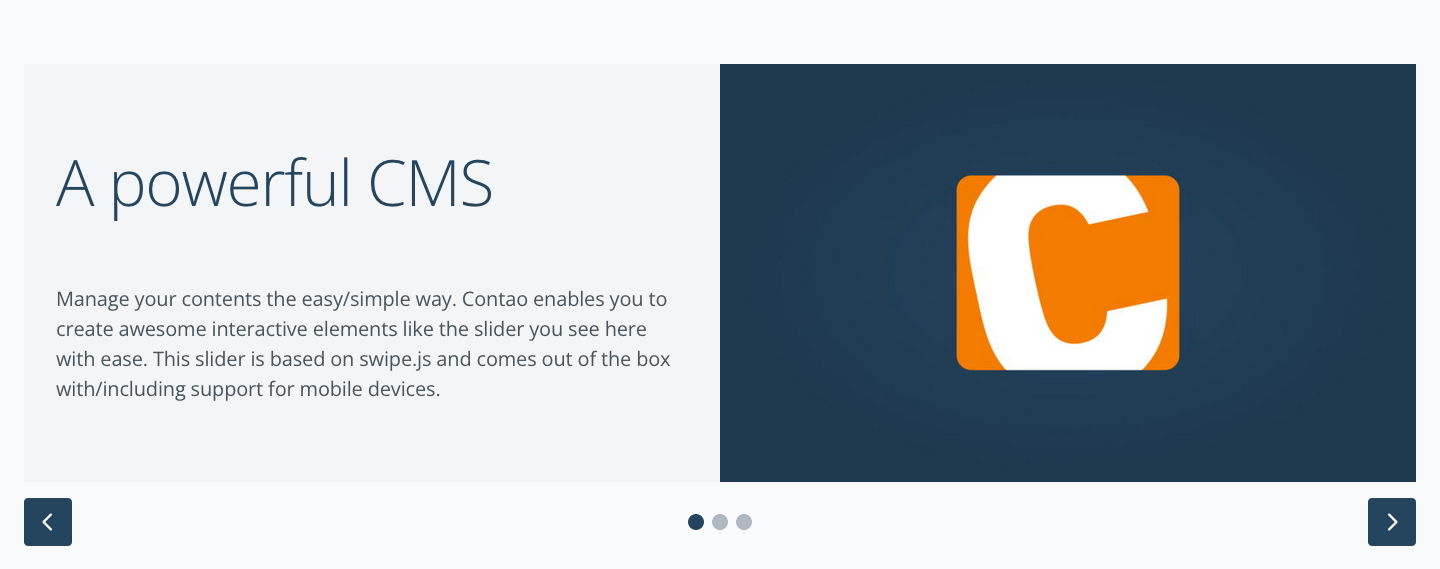 A powerful CMS
Manage your contents the easy/simple way. Contao enables you to
create awesome interactive elements like the slider you see here
with ease. This slider is based on swipe.js and comes out of the box
with/including support for mobile devices.
C